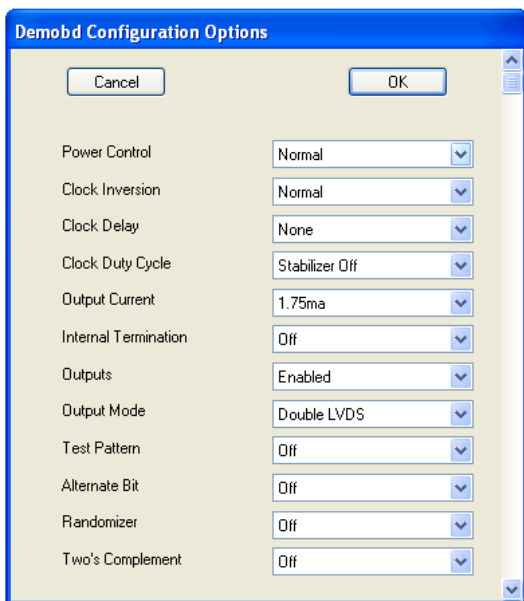 Demobd Configuration Options
Cancel OK
Power Control Normal
Clock Inversion Normal
Clock Delay None
Clock Duty Cycle Stabilizer Off
Output Current 1.75ma
Internal Termination Off
Outputs Enabled
Output Mode Double LVDS
Test Pattern Off
Alternate Bit Off
Randomizer Off
Two's Complement Off